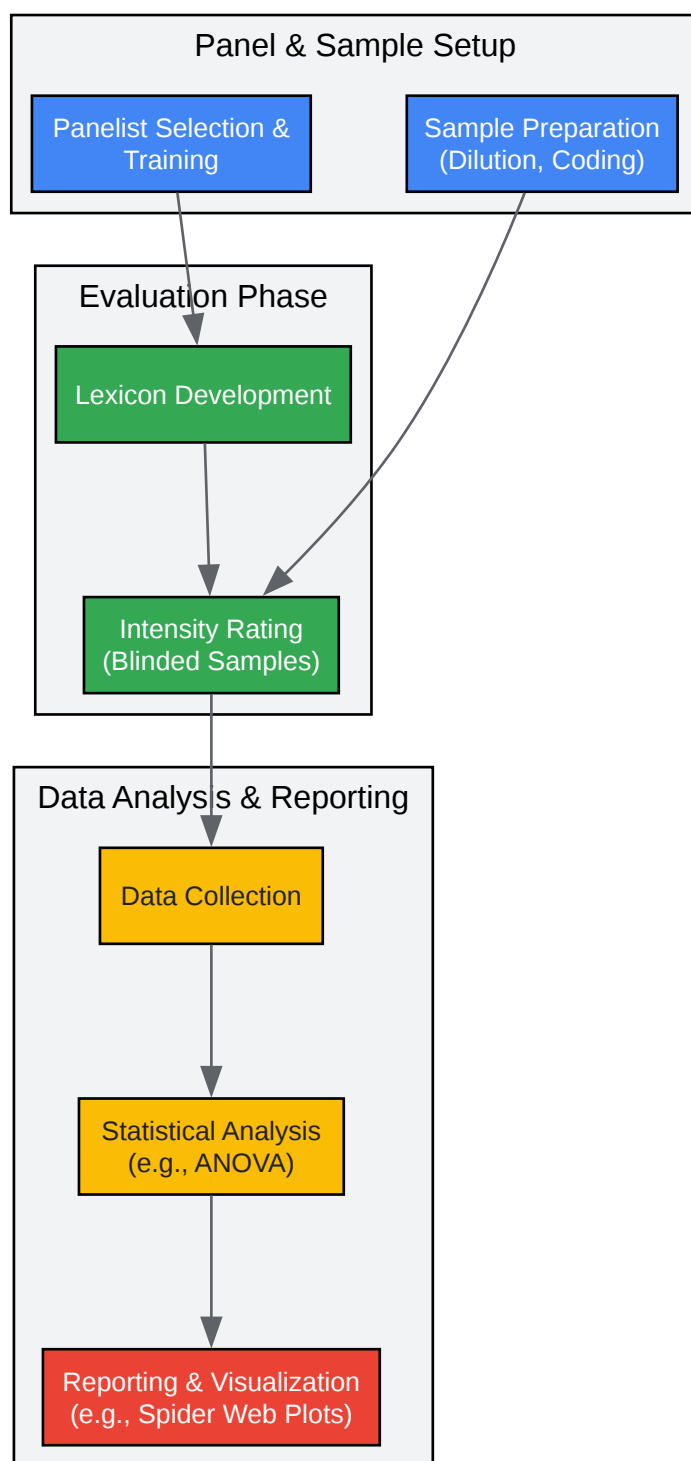 Panel & Sample Setup
Panelist Selection &
Training
Sample Preparation
(Dilution, Coding)
Evaluation Phase
Lexicon Development
Intensity Rating
(Blinded Samples)
Data Analysis & Reporting
Data Collection
Statistical Analysis
(e.g., ANOVA)
Reporting & Visualization
(e.g., Spider Web Plots)